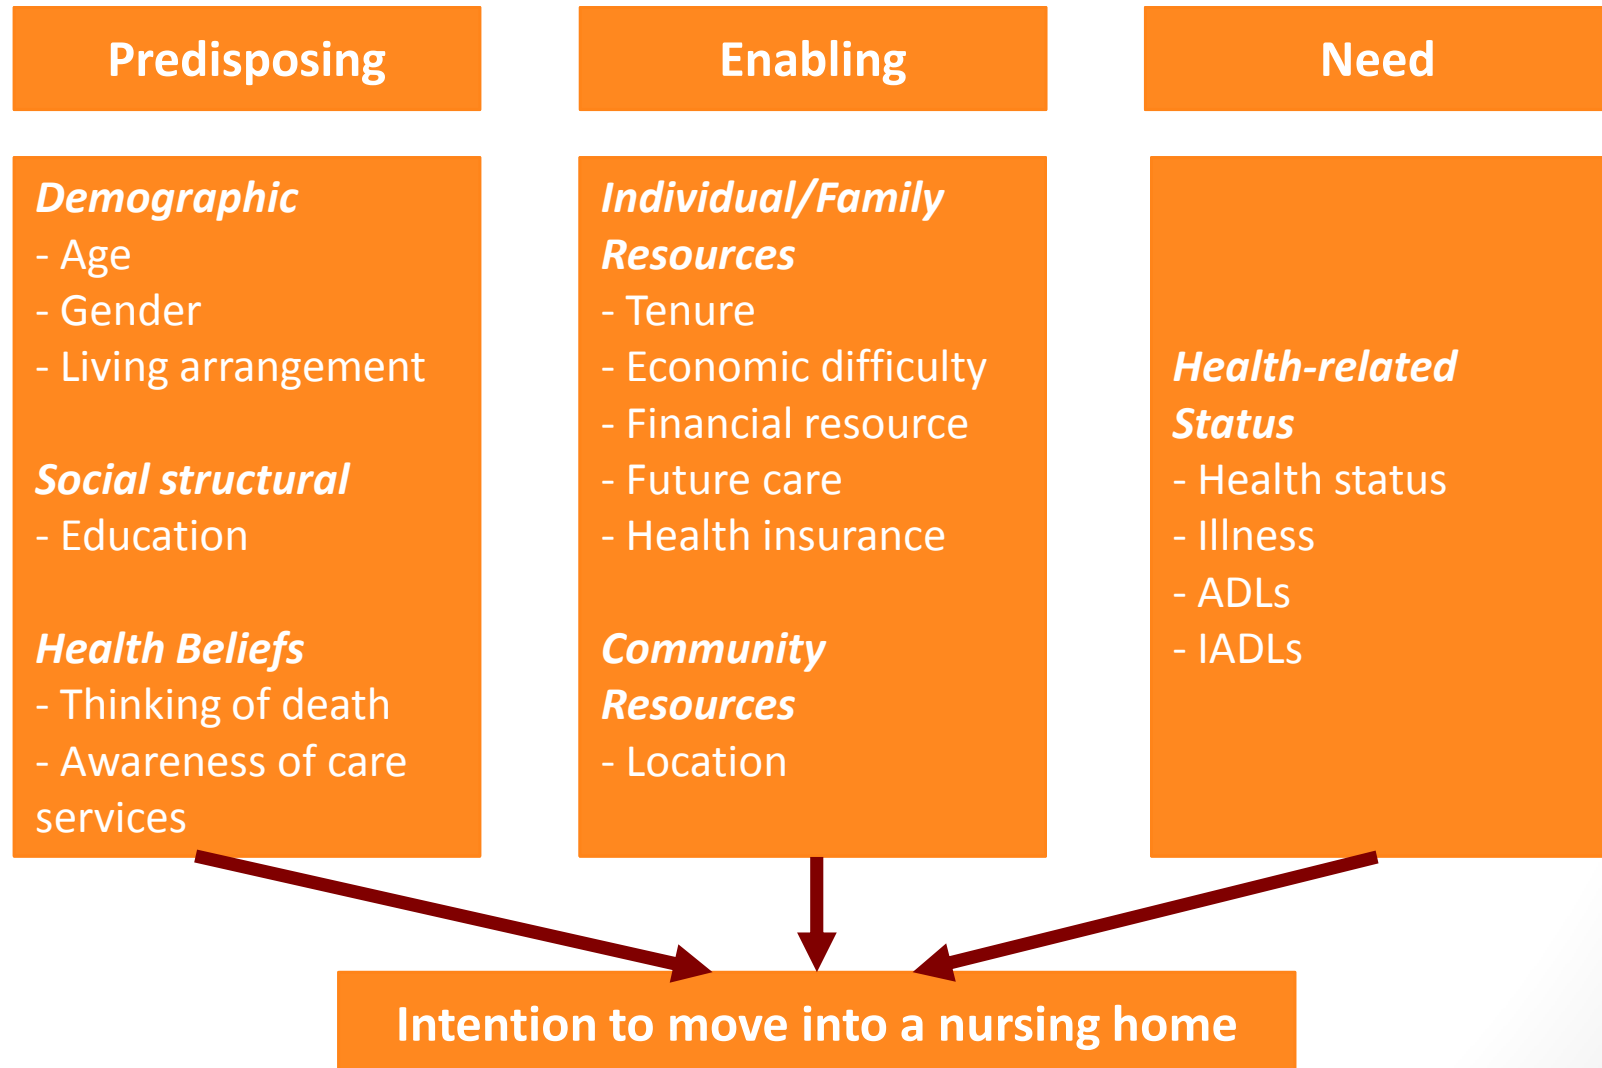 Predisposing
Demographic
- Age
- Gender
- Living arrangement
Social structural
- Education
Health Beliefs
- Thinking of death
- Awareness of care
services
Enabling
Individual/Family
Resources
- Tenure
- Economic difficulty
- Financial resource
- Future care
- Health insurance
Community
Resources
- Location
Need
Health-related
Status
- Health status
- Illness
- ADLs
- IADLs
Intention to move into a nursing home